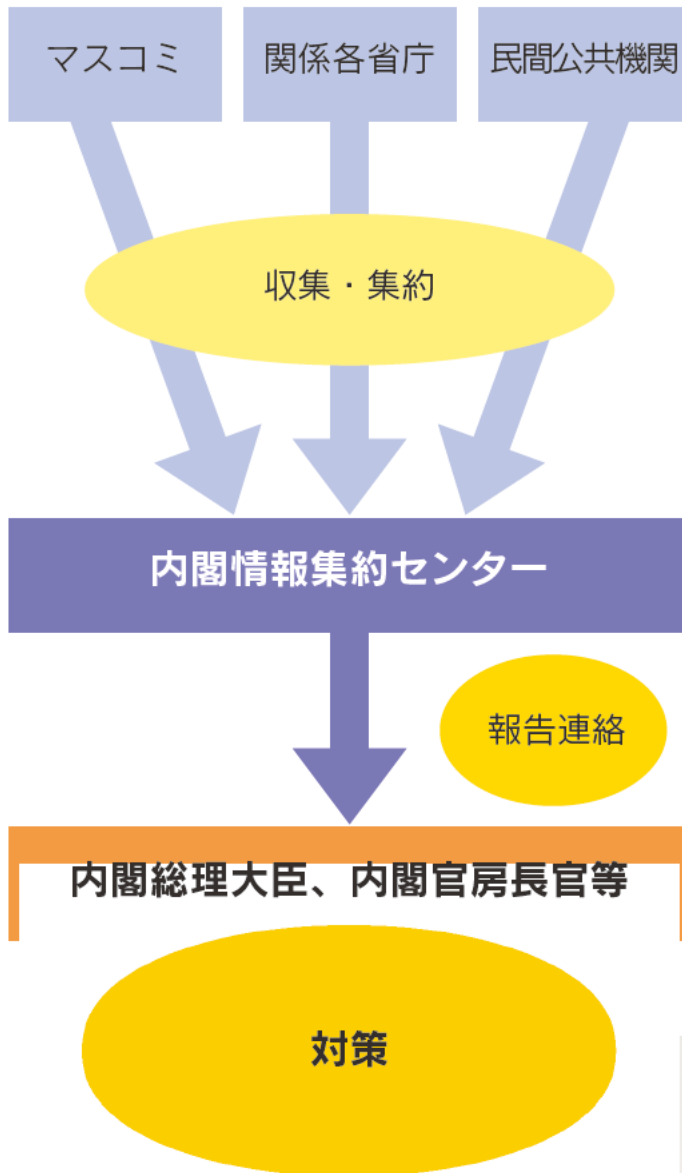 マスコミ
関係各省庁
民間公共機関
収集・集約
内閣情報集約センター
報告連絡
内閣総理大臣、内閣官房長官等
対策